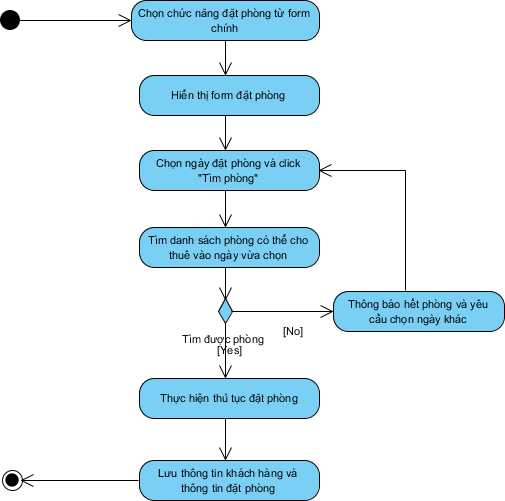 Chọn chức năng đặt phòng từ form
chính
Hiển thị form đặt phòng
Chọn ngày đặt phòng và click
"Tìm phòng"
Tìm danh sách phòng có thể cho
thuê vào ngày vừa chọn
Thông báo hết phòng và yêu
cầu chọn ngày khác
[No]
Tìm được phòng
[Yes]
Thực hiện thủ tục đặt phòng
Lưu thông tin khách hàng và
thông tin đặt phòng